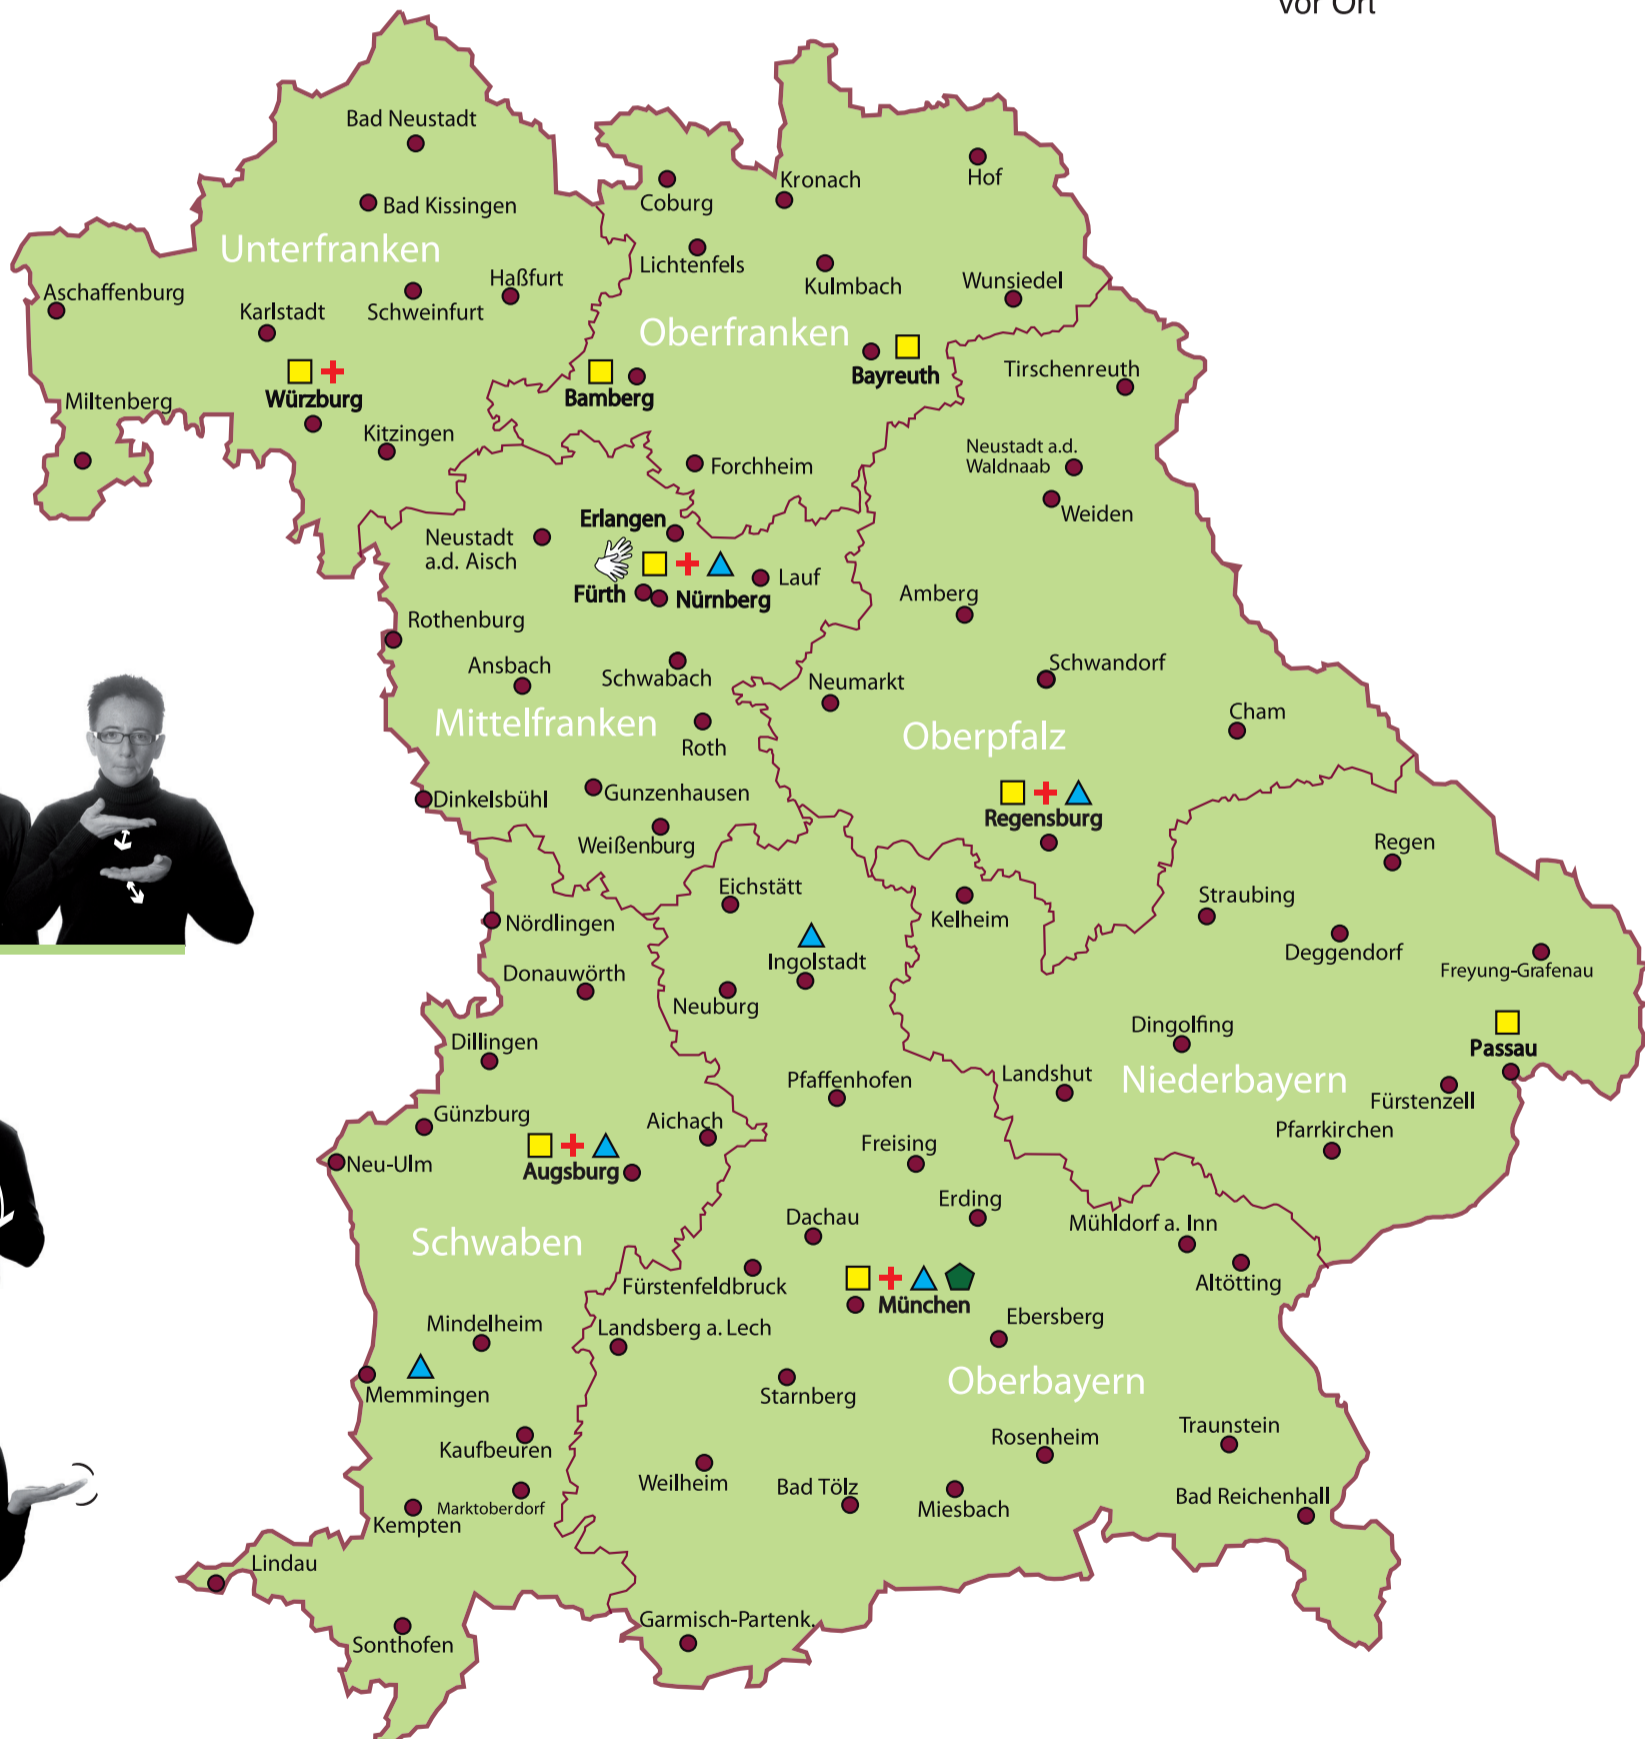 vor Ort
Bad Neustadt
Bad Kissingen
Unterfranken
Aschaffenburg
Karlstadt
Schweinfurt
Haßfurt
Würzburg
Miltenberg
Kitzingen
Coburg
Kronach
Hof
Lichtenfels
Kulmbach
Wunsiedel
Oberfranken
Bayreuth
Bamberg
Forchheim
Tirschenreuth
Neustadt a.d.
Waldnaab
Weiden
Erlangen
Neustadt
a.d. Aisch
Fürth
Nürnberg
Lauf
Rothenburg
Ansbach
Schwabach
Mittelfranken
Roth
Dinkelsbühl
Gunzenhausen
Weißenburg
Amberg
Schwandorf
Neumarkt
Cham
Oberpfalz
Regensburg
Regen
Straubing
Kelheim
Deggendorf
Freyung-Grafenau
Passau
Dingolfing
Landshut
Niederbayern
Fürstenzell
Pfarrkirchen
Eichstätt
Nördlingen
Ingolstadt
Donauwörth
Neuburg
Dillingen
Pfaffenhofen
Günzburg
Aichach
Freising
Neu-Ulm
Augsburg
Erding
Schwaben
Dachau
Mühldorf a. Inn
Altötting
Fürstenfeldbruck
München
Ebersberg
Mindelheim
Landsberg a. Lech
Memmingen
Starnberg
Oberbayern
Kaufbeuren
Rosenheim
Traunstein
Weilheim
Bad Tölz
Miesbach
Bad Reichenhall
Marktoberdorf
Kempten
Lindau
Sonthofen
Garmisch-Partenk.